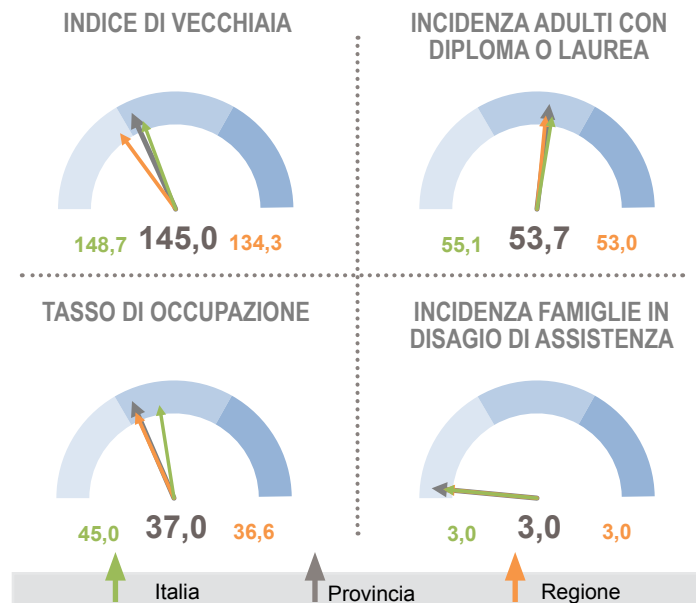 INDICE DI VECCHIAIA
148,7 145,0 134,3
INCIDENZA ADULTI CON
DIPLOMA O LAUREA
55,1 53,7 53,0
TASSO DI OCCUPAZIONE
45,0 37,0 36,6
INCIDENZA FAMIGLIE IN
DISAGIO DI ASSISTENZA
3,0 3,0 3,0
Italia Provincia Regione